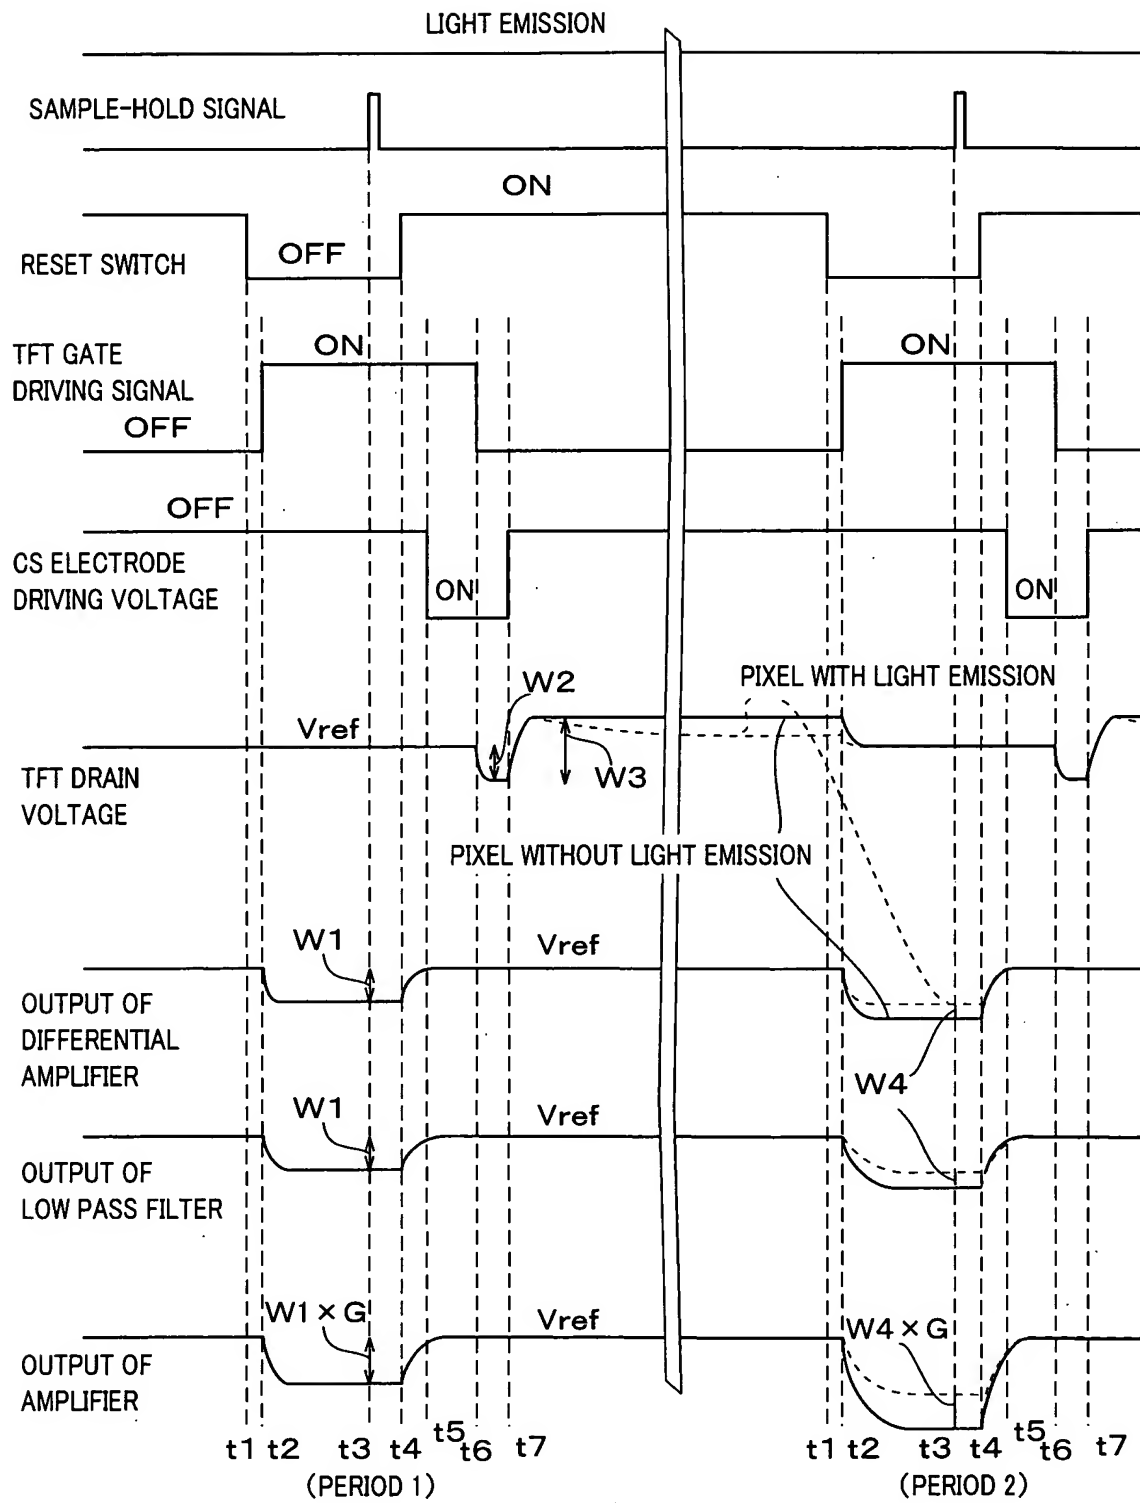 LIGHT EMISSION
SAMPLE-HOLD SIGNAL
ON
RESET SWITCH
OFF
TFT GATE
DRIVING SIGNAL
ON
ON
OFF
OFF
CS ELECTRODE
DRIVING VOLTAGE
ON
ON
PIXEL WITH LIGHT EMISSION
W2
Vref
W3
TFT DRAIN
VOLTAGE
PIXEL WITHOUT LIGHT EMISSION
W1
Vref
OUTPUT OF
DIFFERENTIAL
AMPLIFIER
W4
W1
Vref
OUTPUT OF
LOW PASS FILTER
W1 × G
Vref
W4 × G
OUTPUT OF
AMPLIFIER
t1 t2 t3 t4 t5 t6 t7
t1 t2 t3 t4 t5 t6 t7
(PERIOD 1)
(PERIOD 2)